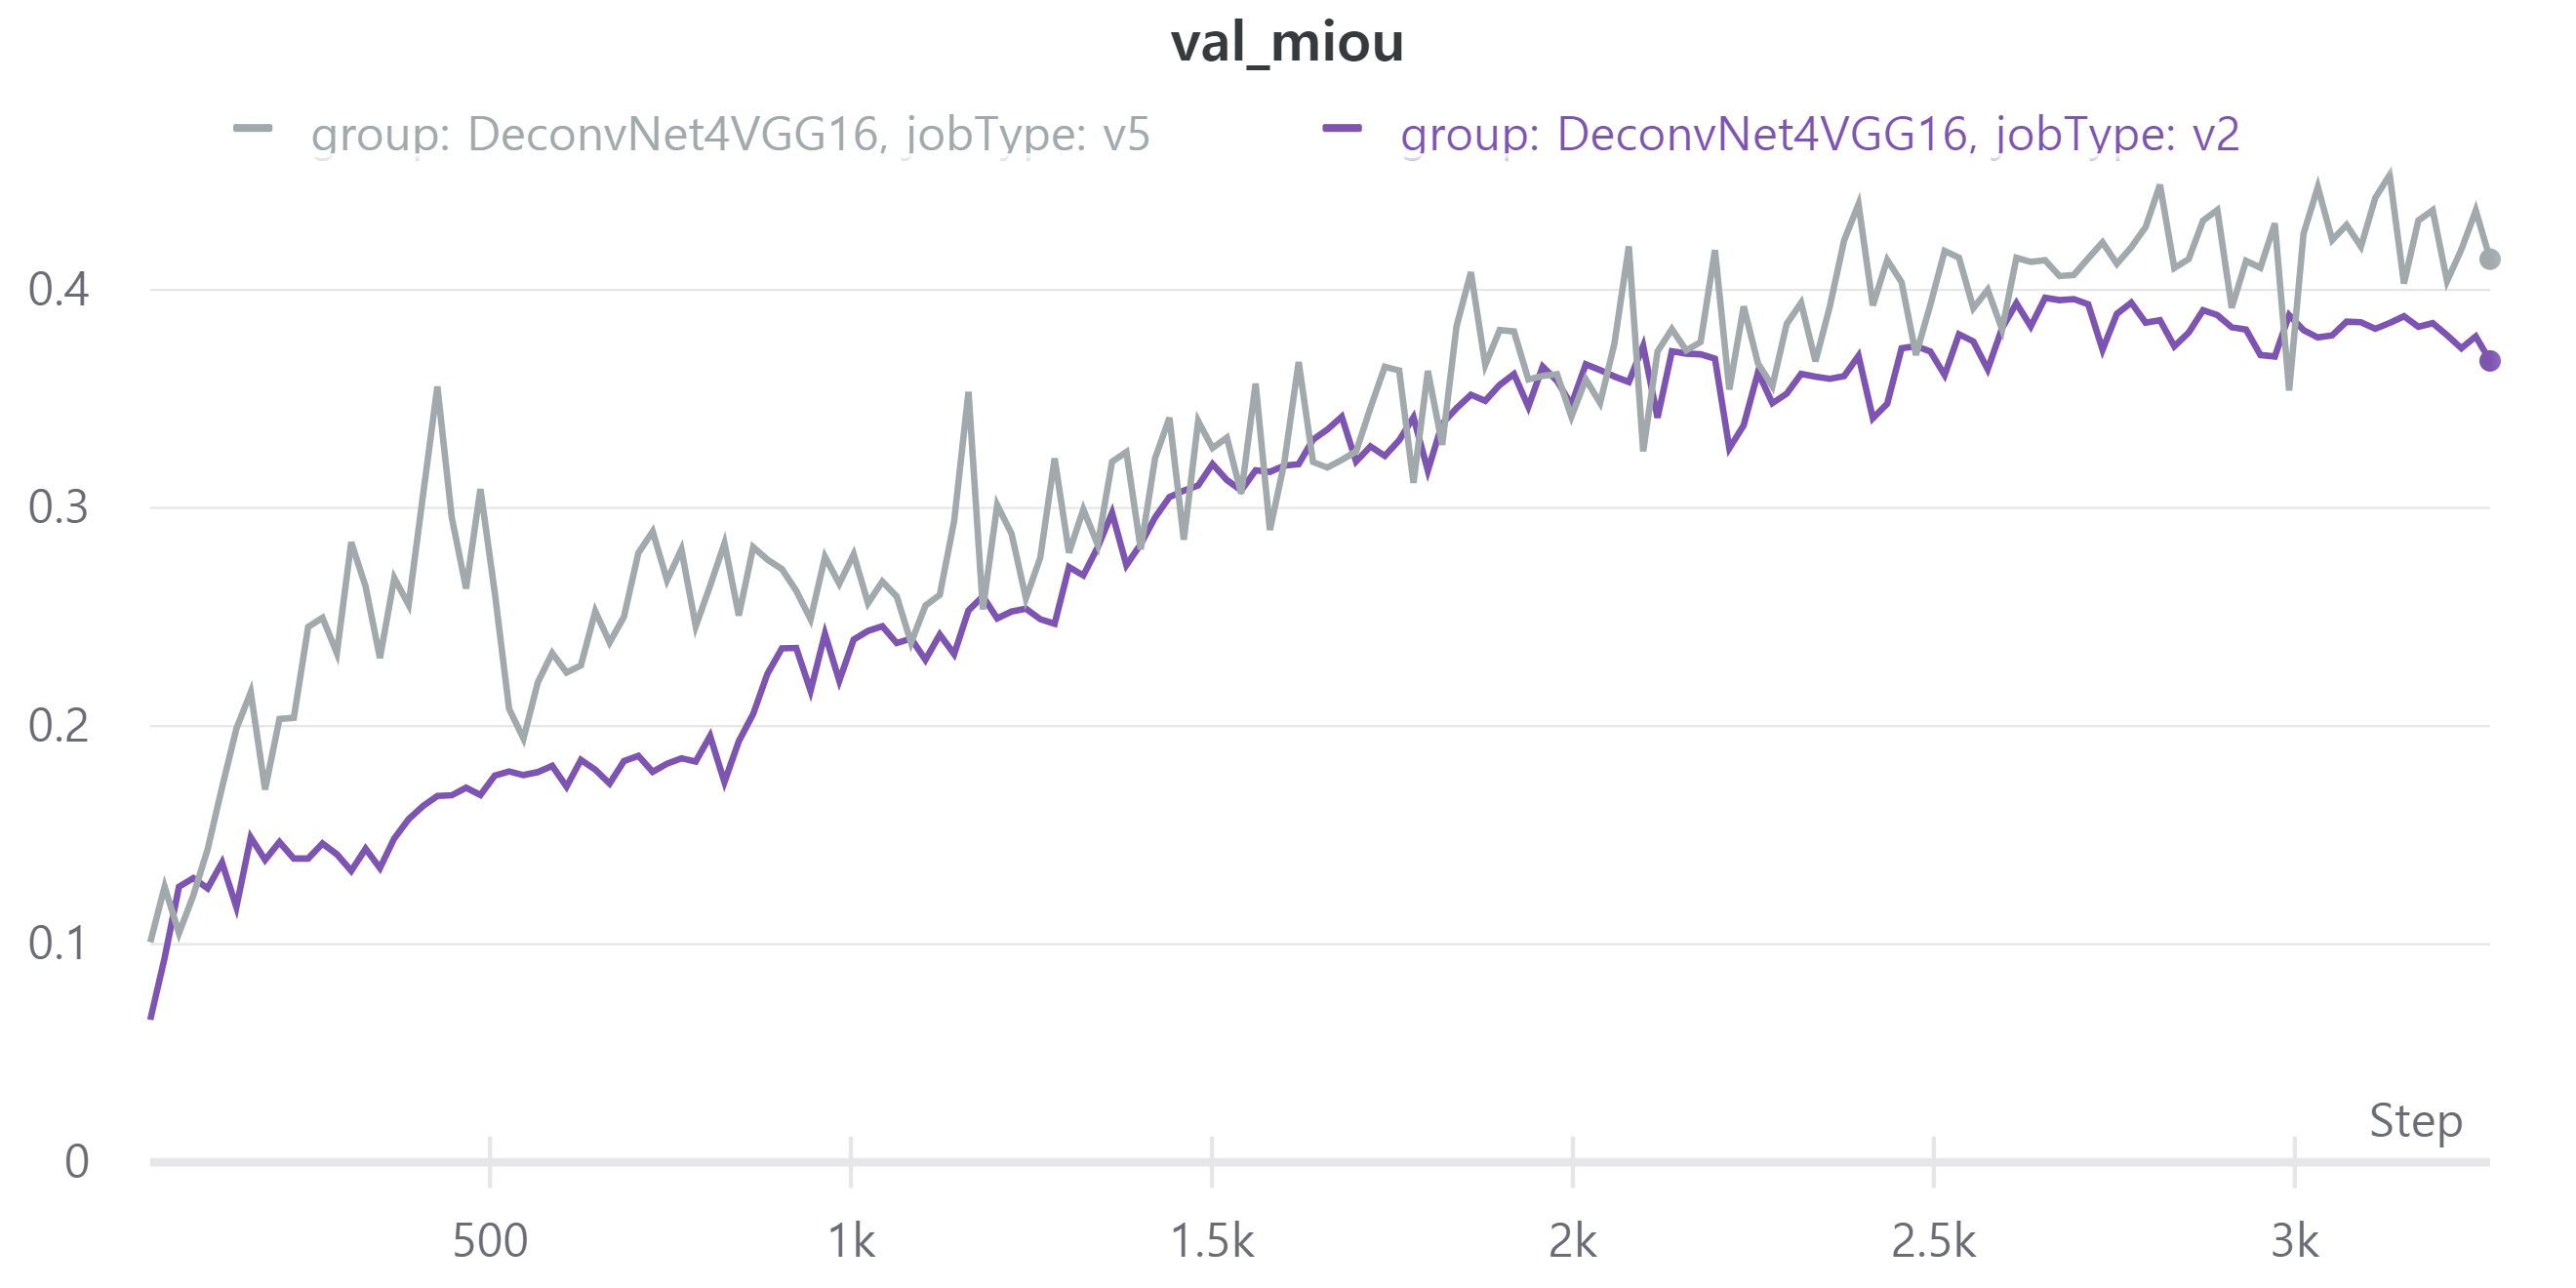 val_miou
group: DeconvNet4VGG16, jobType: v5 group: DeconvNet4VGG16, jobType: v2
0.4
0.3
0.2
0.1
Step
0
500 1k 1.5k 2k 2.5k 3k